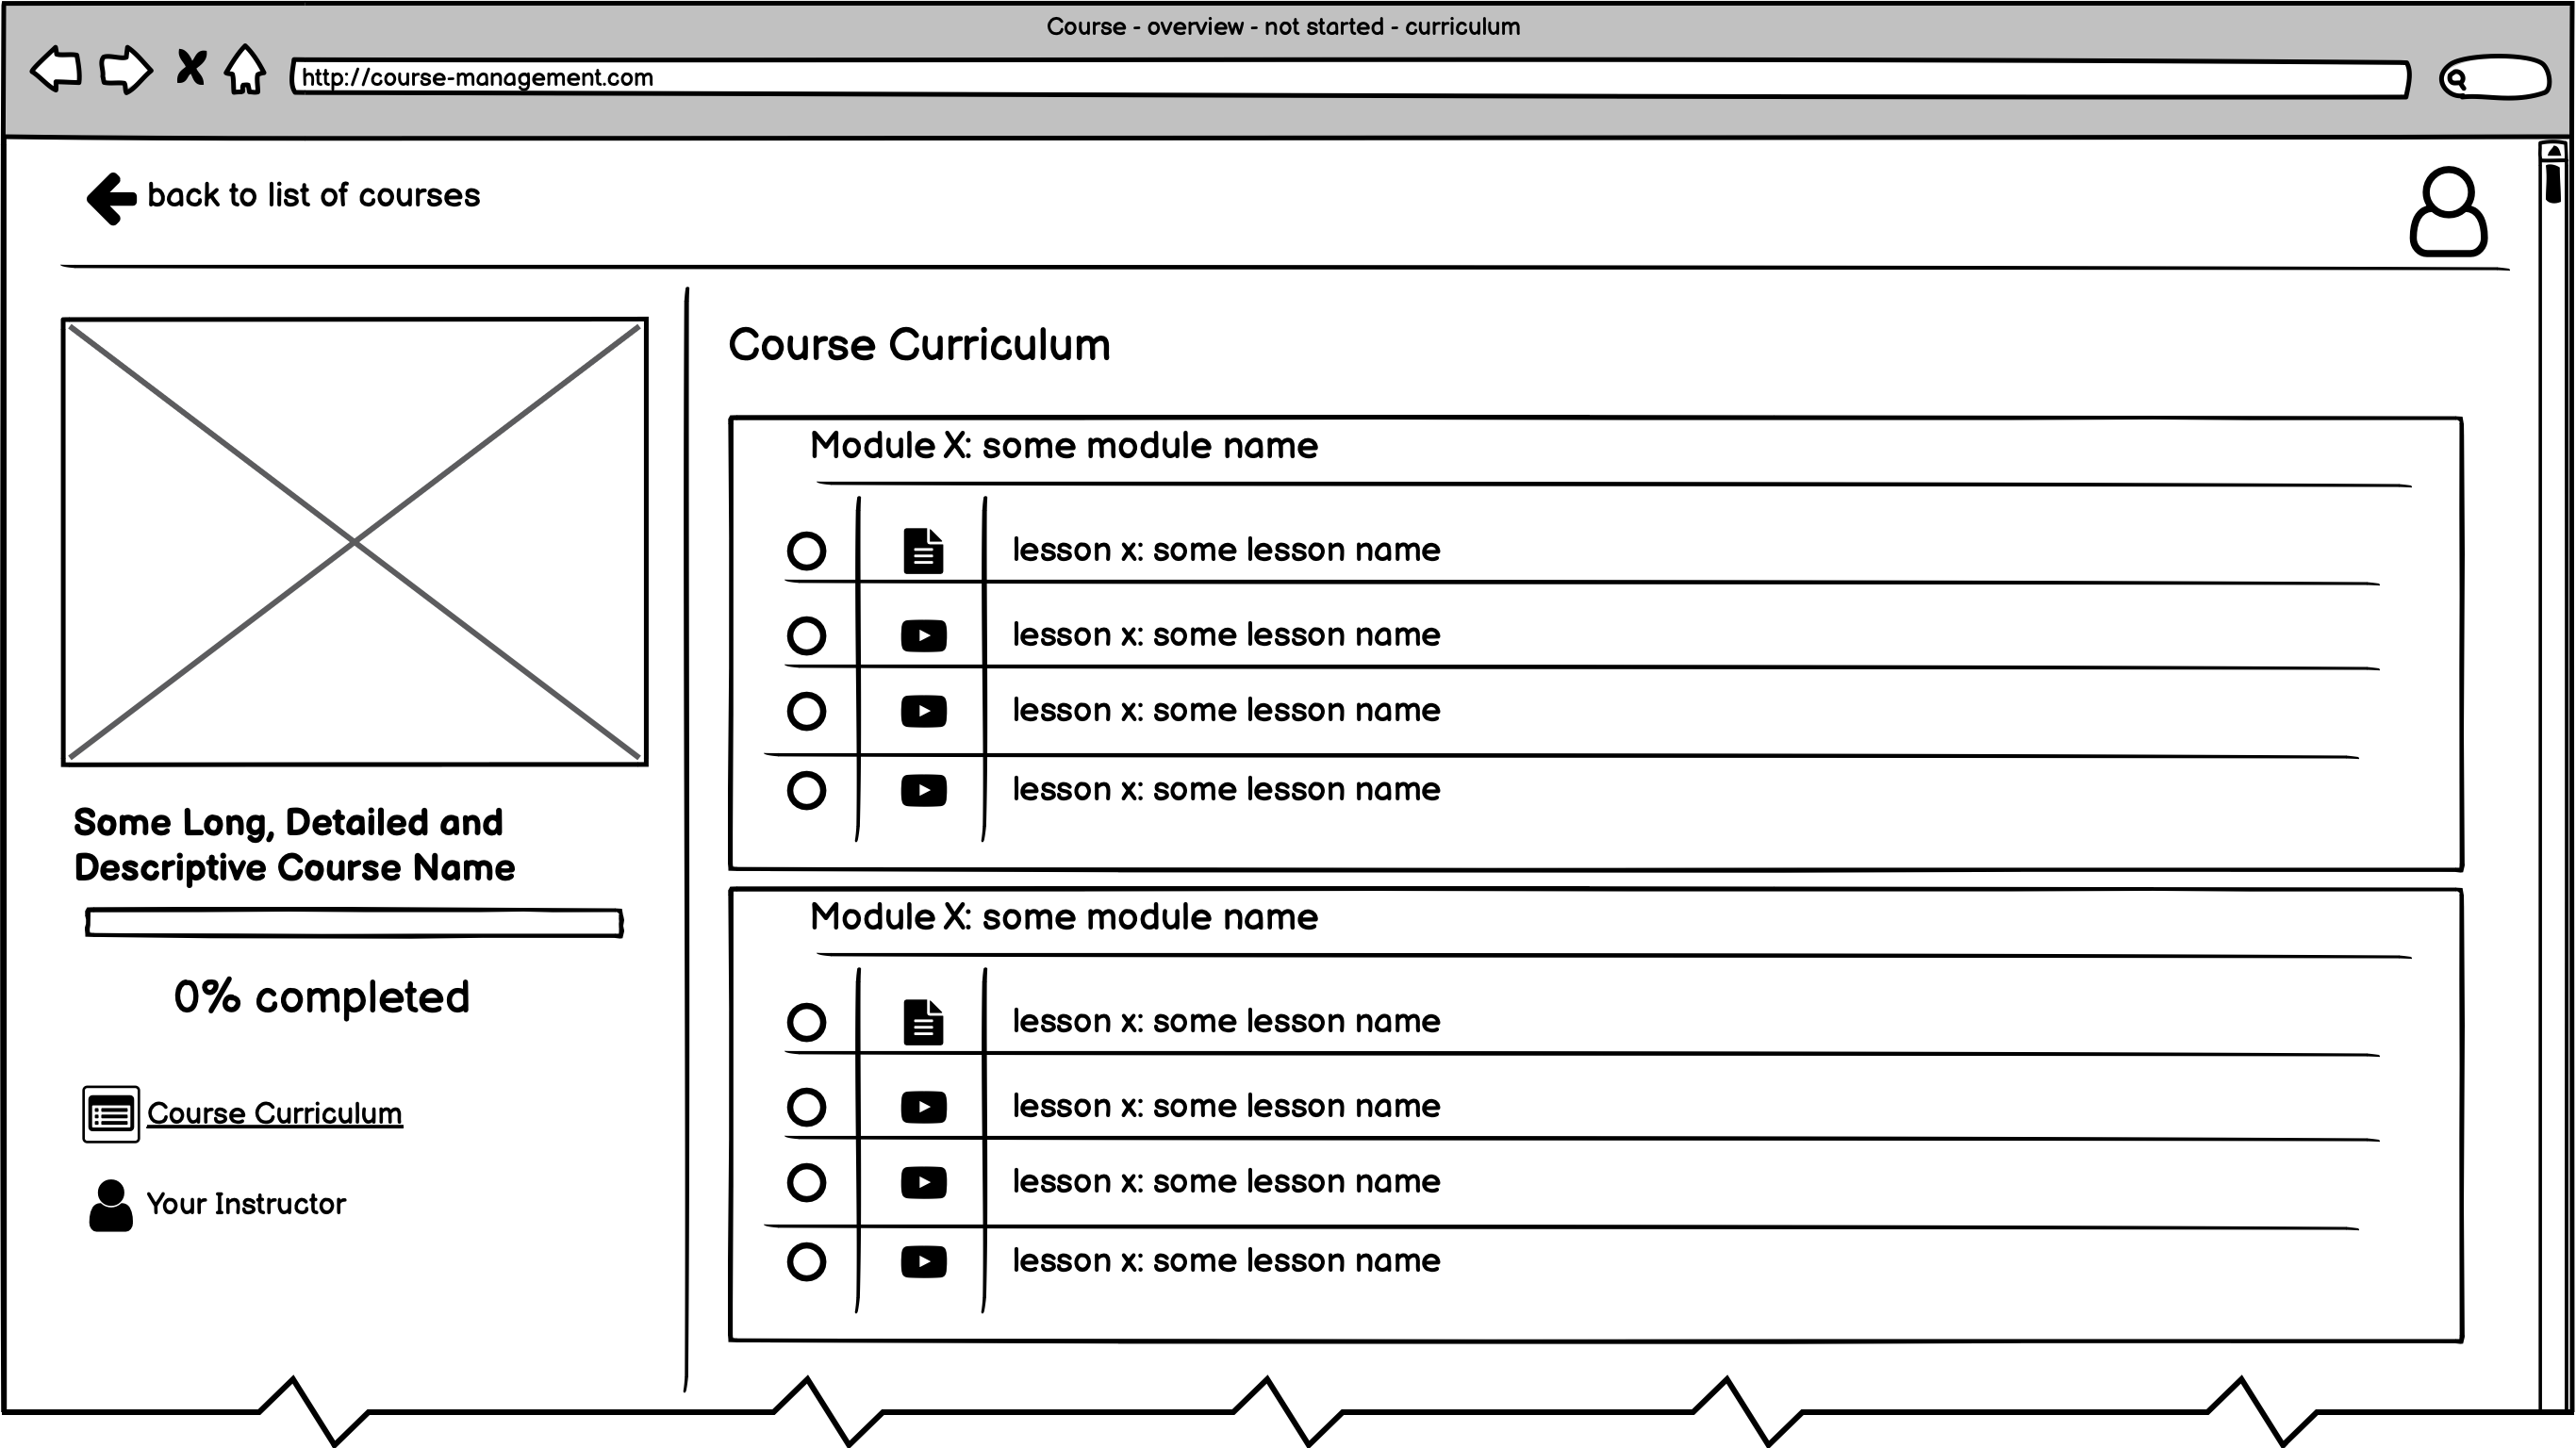 Course - overview - not started - curriculum
http://course-management.com
back to list of courses
Some Long, Detailed and
Descriptive Course Name
0% completed
Course Curriculum
Your Instructor
Course Curriculum
Module X: some module name
lesson x: some lesson name
lesson x: some lesson name
lesson x: some lesson name
lesson x: some lesson name
Module X: some module name
lesson x: some lesson name
lesson x: some lesson name
lesson x: some lesson name
lesson x: some lesson name